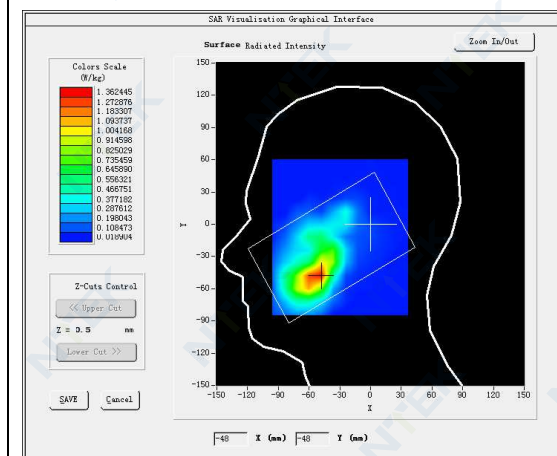 SAR Visualisation Graphical Interface
Surface Radiated Intensity
Zoom In/Out
Colors Scale
(W/kg)
1.362445
1.272876
1.183307
1.093737
1.004168
0.914598
0.825029
0.735459
0.645890
0.556321
0.466751
0.377182
0.287612
0.198043
0.108473
0.018904
Z-Cuts Control
<< Upper Cut
Z = 0.5 mm
Lower Cut >>
SAVE
Cancel
150
120
90
60
30
0
-30
-60
-90
-120
-150
Y
-150 -120 -90 -60 -30 0 30 60 90 120 150
X
-48 X (mm) -48 Y (mm)
NTEK